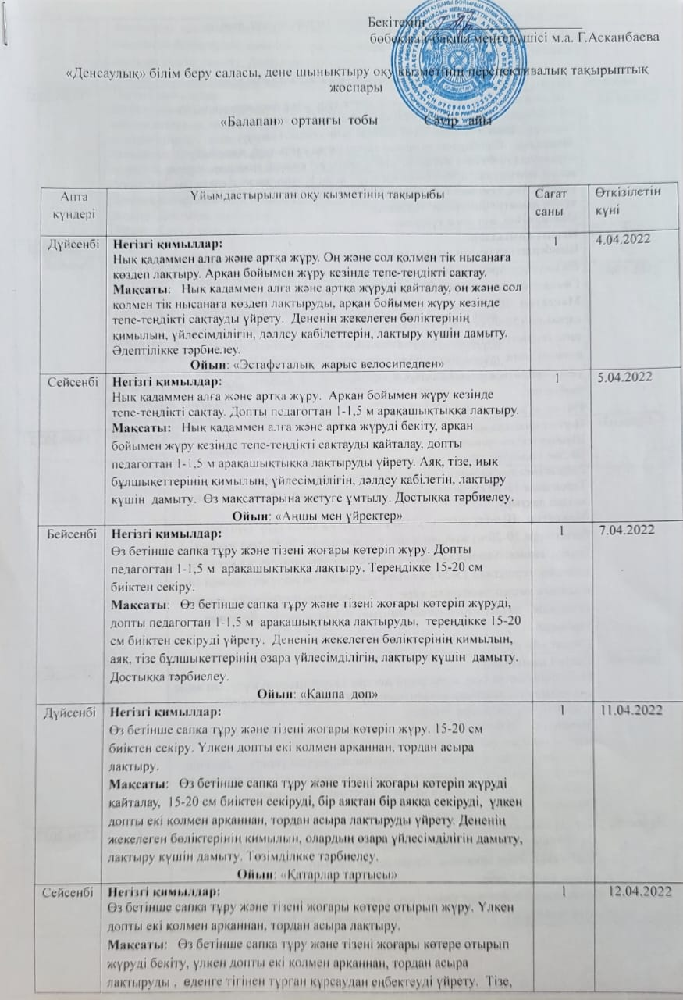 Бекітемін
бөбекжай-бақша меңгерушісі м.а. Г.Асканбаева
«Денсаулық» білім беру саласы, дене шынықтыру оқу қызметінің перспективалық тақырыптық
жоспары
«Балапан» ортаңғы тобы Сәуір айы
Апта
күндері
Ұйымдастырылған оқу қызметінің тақырыбы
Сағат
саны
Өткізілетін
күні
Дүйсенбі
Негізгі қимылдар:
Нық қадаммен алға және артқа жүру. Оң және сол қолмен тік нысанаға
көздеп лақтыру. Арқан бойымен жүру кезінде тепе-теңдікті сақтау.
Мақсаты: Нық қадаммен алға және артқа жүруді қайталау, оң және сол
қолмен тік нысанаға көздеп лақтыруды, арқан бойымен жүру кезінде
тепе-теңдікті сақтауды үйрету. Дененің жекелеген бөліктерінің
қимылын, үйлесімділігін, дәлдеу қабілеттерін, лақтыру күшін дамыту.
Әдептілікке тәрбиелеу.
Ойын: «Эстафеталық жарыс велосипедпен»
1
4.04.2022
Сейсенбі
Негізгі қимылдар:
Нық қадаммен алға және артқа жүру. Арқан бойымен жүру кезінде
тепе-теңдікті сақтау. Допты педагогтан 1-1,5 м арақашықтыққа лақтыру.
Мақсаты: Нық қадаммен алға және артқа жүруді бекіту, арқан
бойымен жүру кезінде тепе-теңдікті сақтауды қайталау, допты
педагогтан 1-1,5 м арақашықтыққа лақтыруды үйрету. Аяқ, тізе, иық
бұлшықеттерінің қимылын, үйлесімділігін, дәлдеу қабілетін, лақтыру
күшін дамыту. Өз мақсаттарына жетуге ұмтылу. Достыққа тәрбиелеу.
Ойын: «Аңшы мен үйректер»
1
5.04.2022
Бейсенбі
Негізгі қимылдар:
Өз бетінше сапқа тұру және тізені жоғары көтеріп жүру. Допты
педагогтан 1-1,5 м арақашықтыққа лақтыру. Тереңдікке 15-20 см
биіктен секіру.
Мақсаты: Өз бетінше сапқа тұру және тізені жоғары көтеріп жүруді,
допты педагогтан 1-1,5 м арақашықтыққа лақтыруды, тереңдікке 15-20
см биіктен секіруді үйрету. Дененің жекелеген бөліктерінің қимылын,
аяқ, тізе бұлшықеттерінің өзара үйлесімділігін, лақтыру күшін дамыту.
Достыққа тәрбиелеу.
Ойын: «Қашпа доп»
1
7.04.2022
Дүйсенбі
Негізгі қимылдар:
Өз бетінше сапқа тұру және тізені жоғары көтеріп жүру. 15-20 см
биіктен секіру. Үлкен допты екі қолмен арқаннан, тордан асыра
лақтыру.
Мақсаты: Өз бетінше сапқа тұру және тізені жоғары көтеріп жүруді
қайталау, 15-20 см биіктен секіруді, бір аяқтан бір аяққа секіруді, үлкен
допты екі қолмен арқаннан, тордан асыра лақтыруды үйрету. Дененің
жекелеген бөліктерінің қимылын, олардың өзара үйлесімділігін дамыту,
лақтыру күшін дамыту. Төзімділкке тәрбиелеу.
Ойын: «Қатарлар тартысы»
1
11.04.2022
Сейсенбі
Негізгі қимылдар:
Өз бетінше сапқа тұру және тізені жоғары көтере отырып жүру. Үлкен
допты екі қолмен арқаннан, тордан асыра лақтыру.
Мақсаты: Өз бетінше сапқа тұру және тізені жоғары көтере отырып
жүруді бекіту, үлкен допты екі қолмен арқаннан, тордан асыра
лақтыруды , еденге тігінен тұрған құрсаудан еңбектеуді үйрету. Тізе,
1
12.04.2022